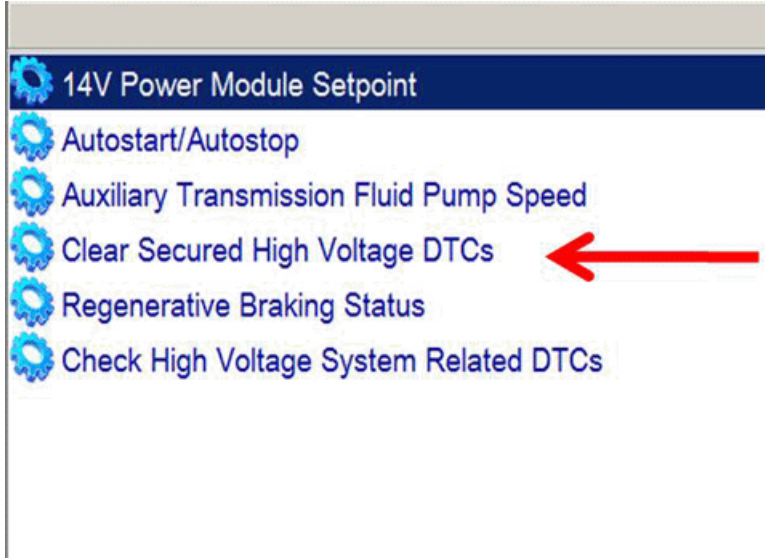 14V Power Module Setpoint
Autostart/Autostop
Auxiliary Transmission Fluid Pump Speed
Clear Secured High Voltage DTCs
Regenerative Braking Status
Check High Voltage System Related DTCs